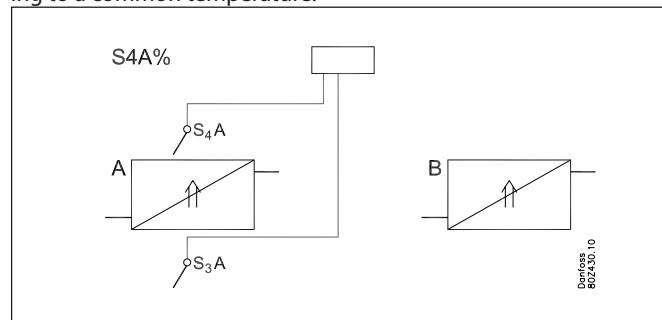 ing to a common temperature.
S4A%
S4A
A
B
S3A
Danfoss
80Z430.10